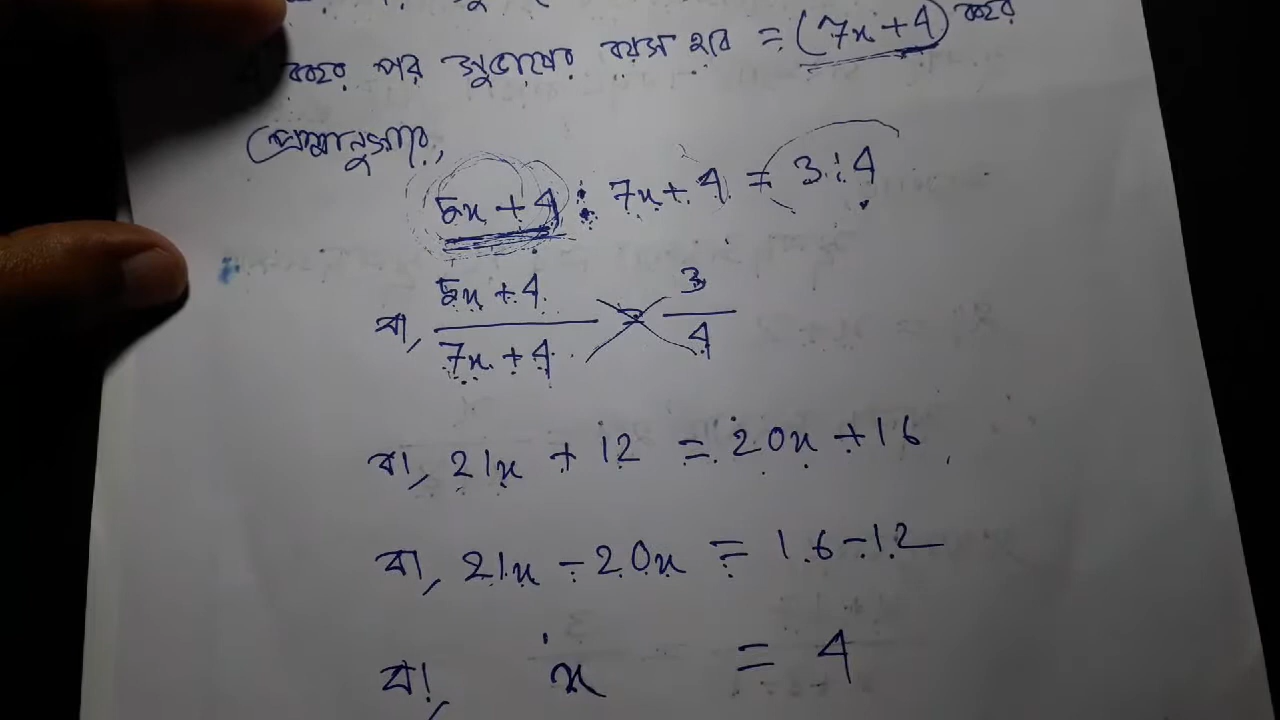 বছর পর সুভাষের বয়স হবে = (7x+4) বছর
প্রশ্নানুসারে,
5x + 4 : 7x + 4 = 3 : 4
বা, 5x + 4 / 7x + 4 = 3 / 4
বা, 21x + 12 = 20x + 16
বা, 21x - 20x = 16 - 12
বা, x = 4